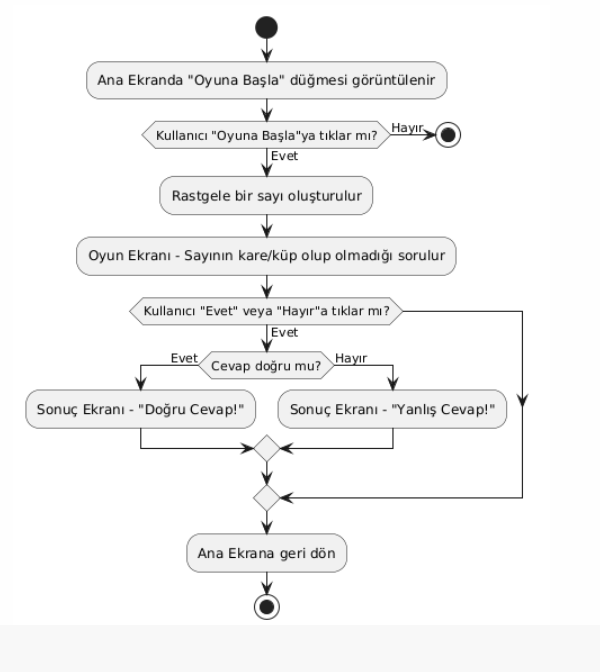 Ana Ekranda "Oyuna Başla" düğmesi görüntülenir
Kullanıcı "Oyuna Başla"ya tıklar mı?
Hayır
Evet
Rastgele bir sayı oluşturulur
Oyun Ekranı - Sayının kare/küp olup olmadığı sorulur
Kullanıcı "Evet" veya "Hayır"a tıklar mı?
Evet
Evet
Cevap doğru mu?
Hayır
Sonuç Ekranı - "Doğru Cevap!"
Sonuç Ekranı - "Yanlış Cevap!"
Ana Ekrana geri dön